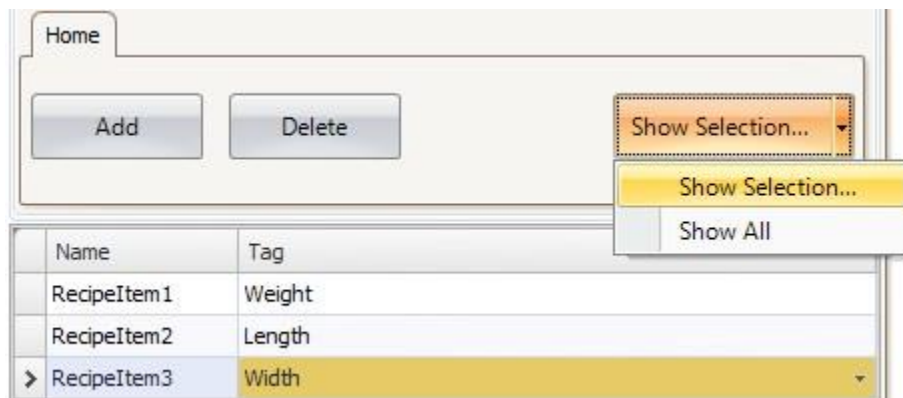 Home
Add Delete Show Selection...
Show Selection...
Show All
Name Tag
RecipeItem1 Weight
RecipeItem2 Length
RecipeItem3 Width